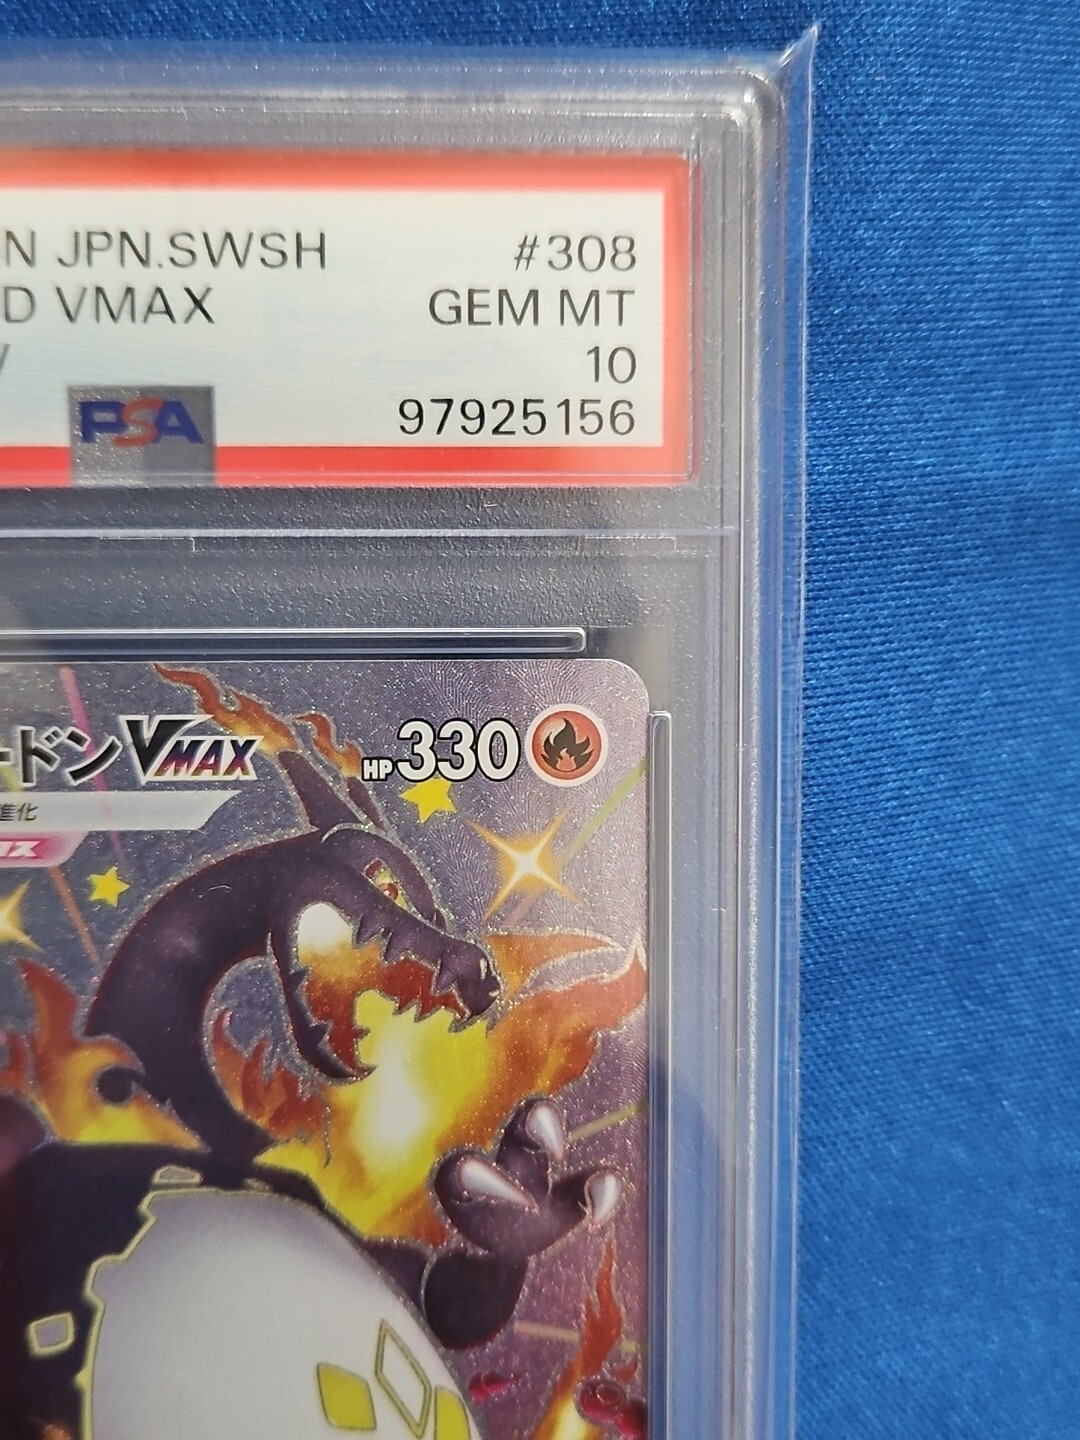 N JPN.SWSH #308
D VMAX GEM MT
10
PSA
97925156
ードンVMAX HP330
進化